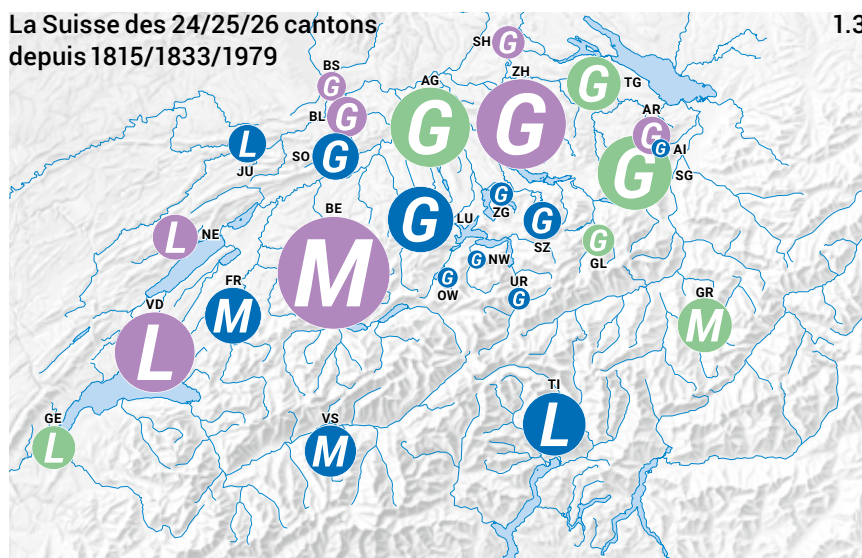 La Suisse des 24/25/26 cantons
depuis 1815/1833/1979
1.3
SH G
ZH
G
BS
G
AG
G
G TG
BL G
AR
G
G AI
G
SG
L
JU
SO G
BE
M
G LU
G
ZG
G
SZ
G
GL
L NE
G NW
G
OW
UR
G
FR
M
VD
L
GR
M
GE
L
VS
M
TI
L